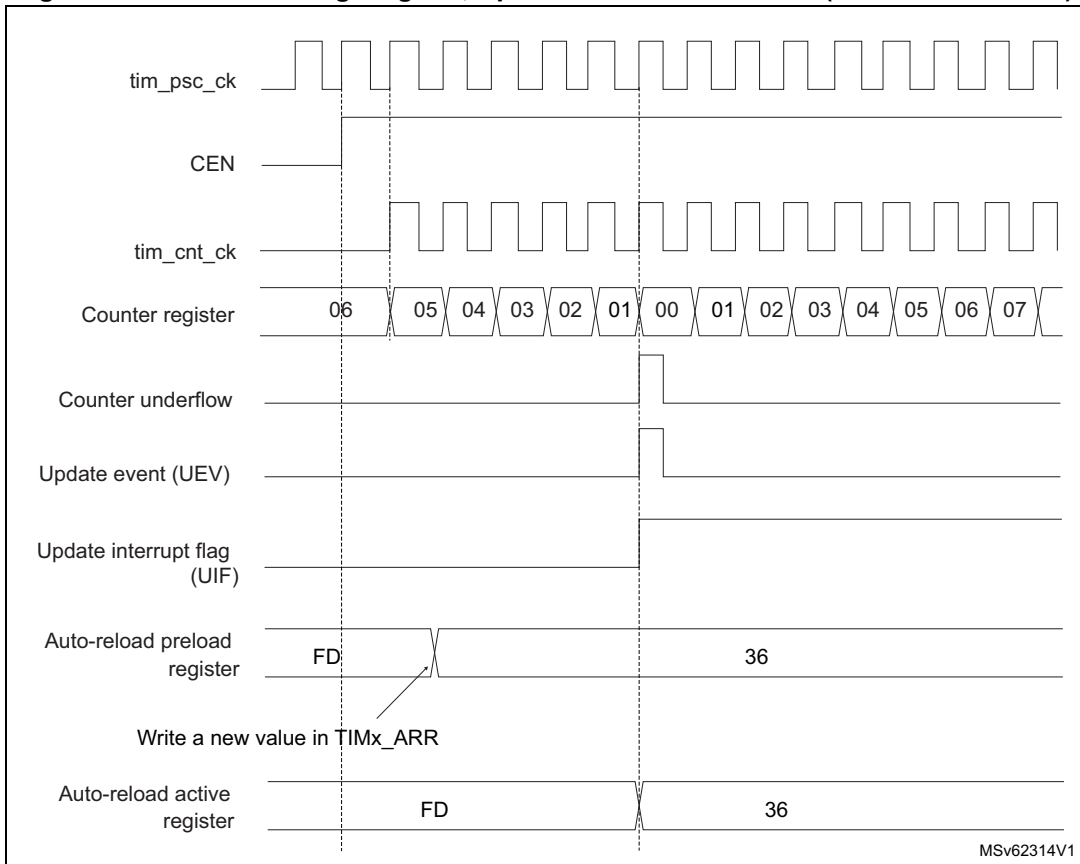 tim_psc_ck
CEN
tim_cnt_ck
Counter register 06 05 04 03 02 01 00 01 02 03 04 05 06 07
Counter underflow
Update event (UEV)
Update interrupt flag
(UIF)
Auto-reload preload
register
FD 36
Write a new value in TIMx_ARR
Auto-reload active
register
FD 36
MSv62314V1